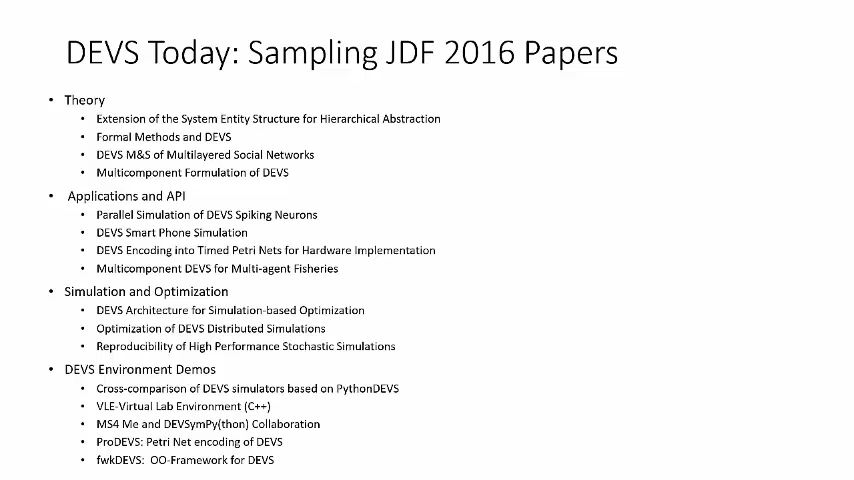 DEVS Today: Sampling JDF 2016 Papers
• Theory
• Extension of the System Entity Structure for Hierarchical Abstraction
• Formal Methods and DEVS
• DEVS M&S of Multilayered Social Networks
• Multicomponent Formulation of DEVS
• Applications and API
• Parallel Simulation of DEVS Spiking Neurons
• DEVS Smart Phone Simulation
• DEVS Encoding into Timed Petri Nets for Hardware Implementation
• Multicomponent DEVS for Multi-agent Fisheries
• Simulation and Optimization
• DEVS Architecture for Simulation-based Optimization
• Optimization of DEVS Distributed Simulations
• Reproducibility of High Performance Stochastic Simulations
• DEVS Environment Demos
• Cross-comparison of DEVS simulators based on PythonDEVS
• VLE-Virtual Lab Environment (C++)
• MS4 Me and DEVSymPy(thon) Collaboration
• ProDEVS: Petri Net encoding of DEVS
• fwkDEVS: OO-Framework for DEVS